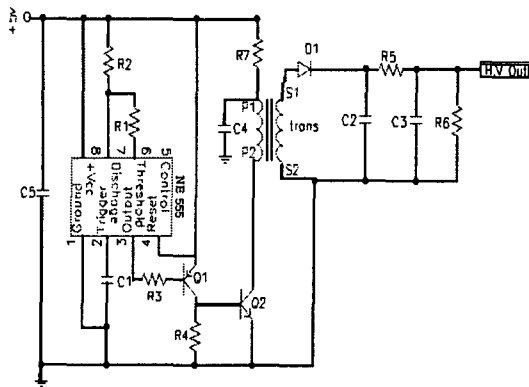 +5V
R2
R7
D1
R5
H.V Out
P1
S1
R1
C4
trans
C2
C3
R6
P2
S2
8
7
6
5
+Vcc
Dischage
Threshold
Control
NE 555
Ground
Trigger
Output
Reset
1
2
3
4
C5
C1
R3
Q1
Q2
R4